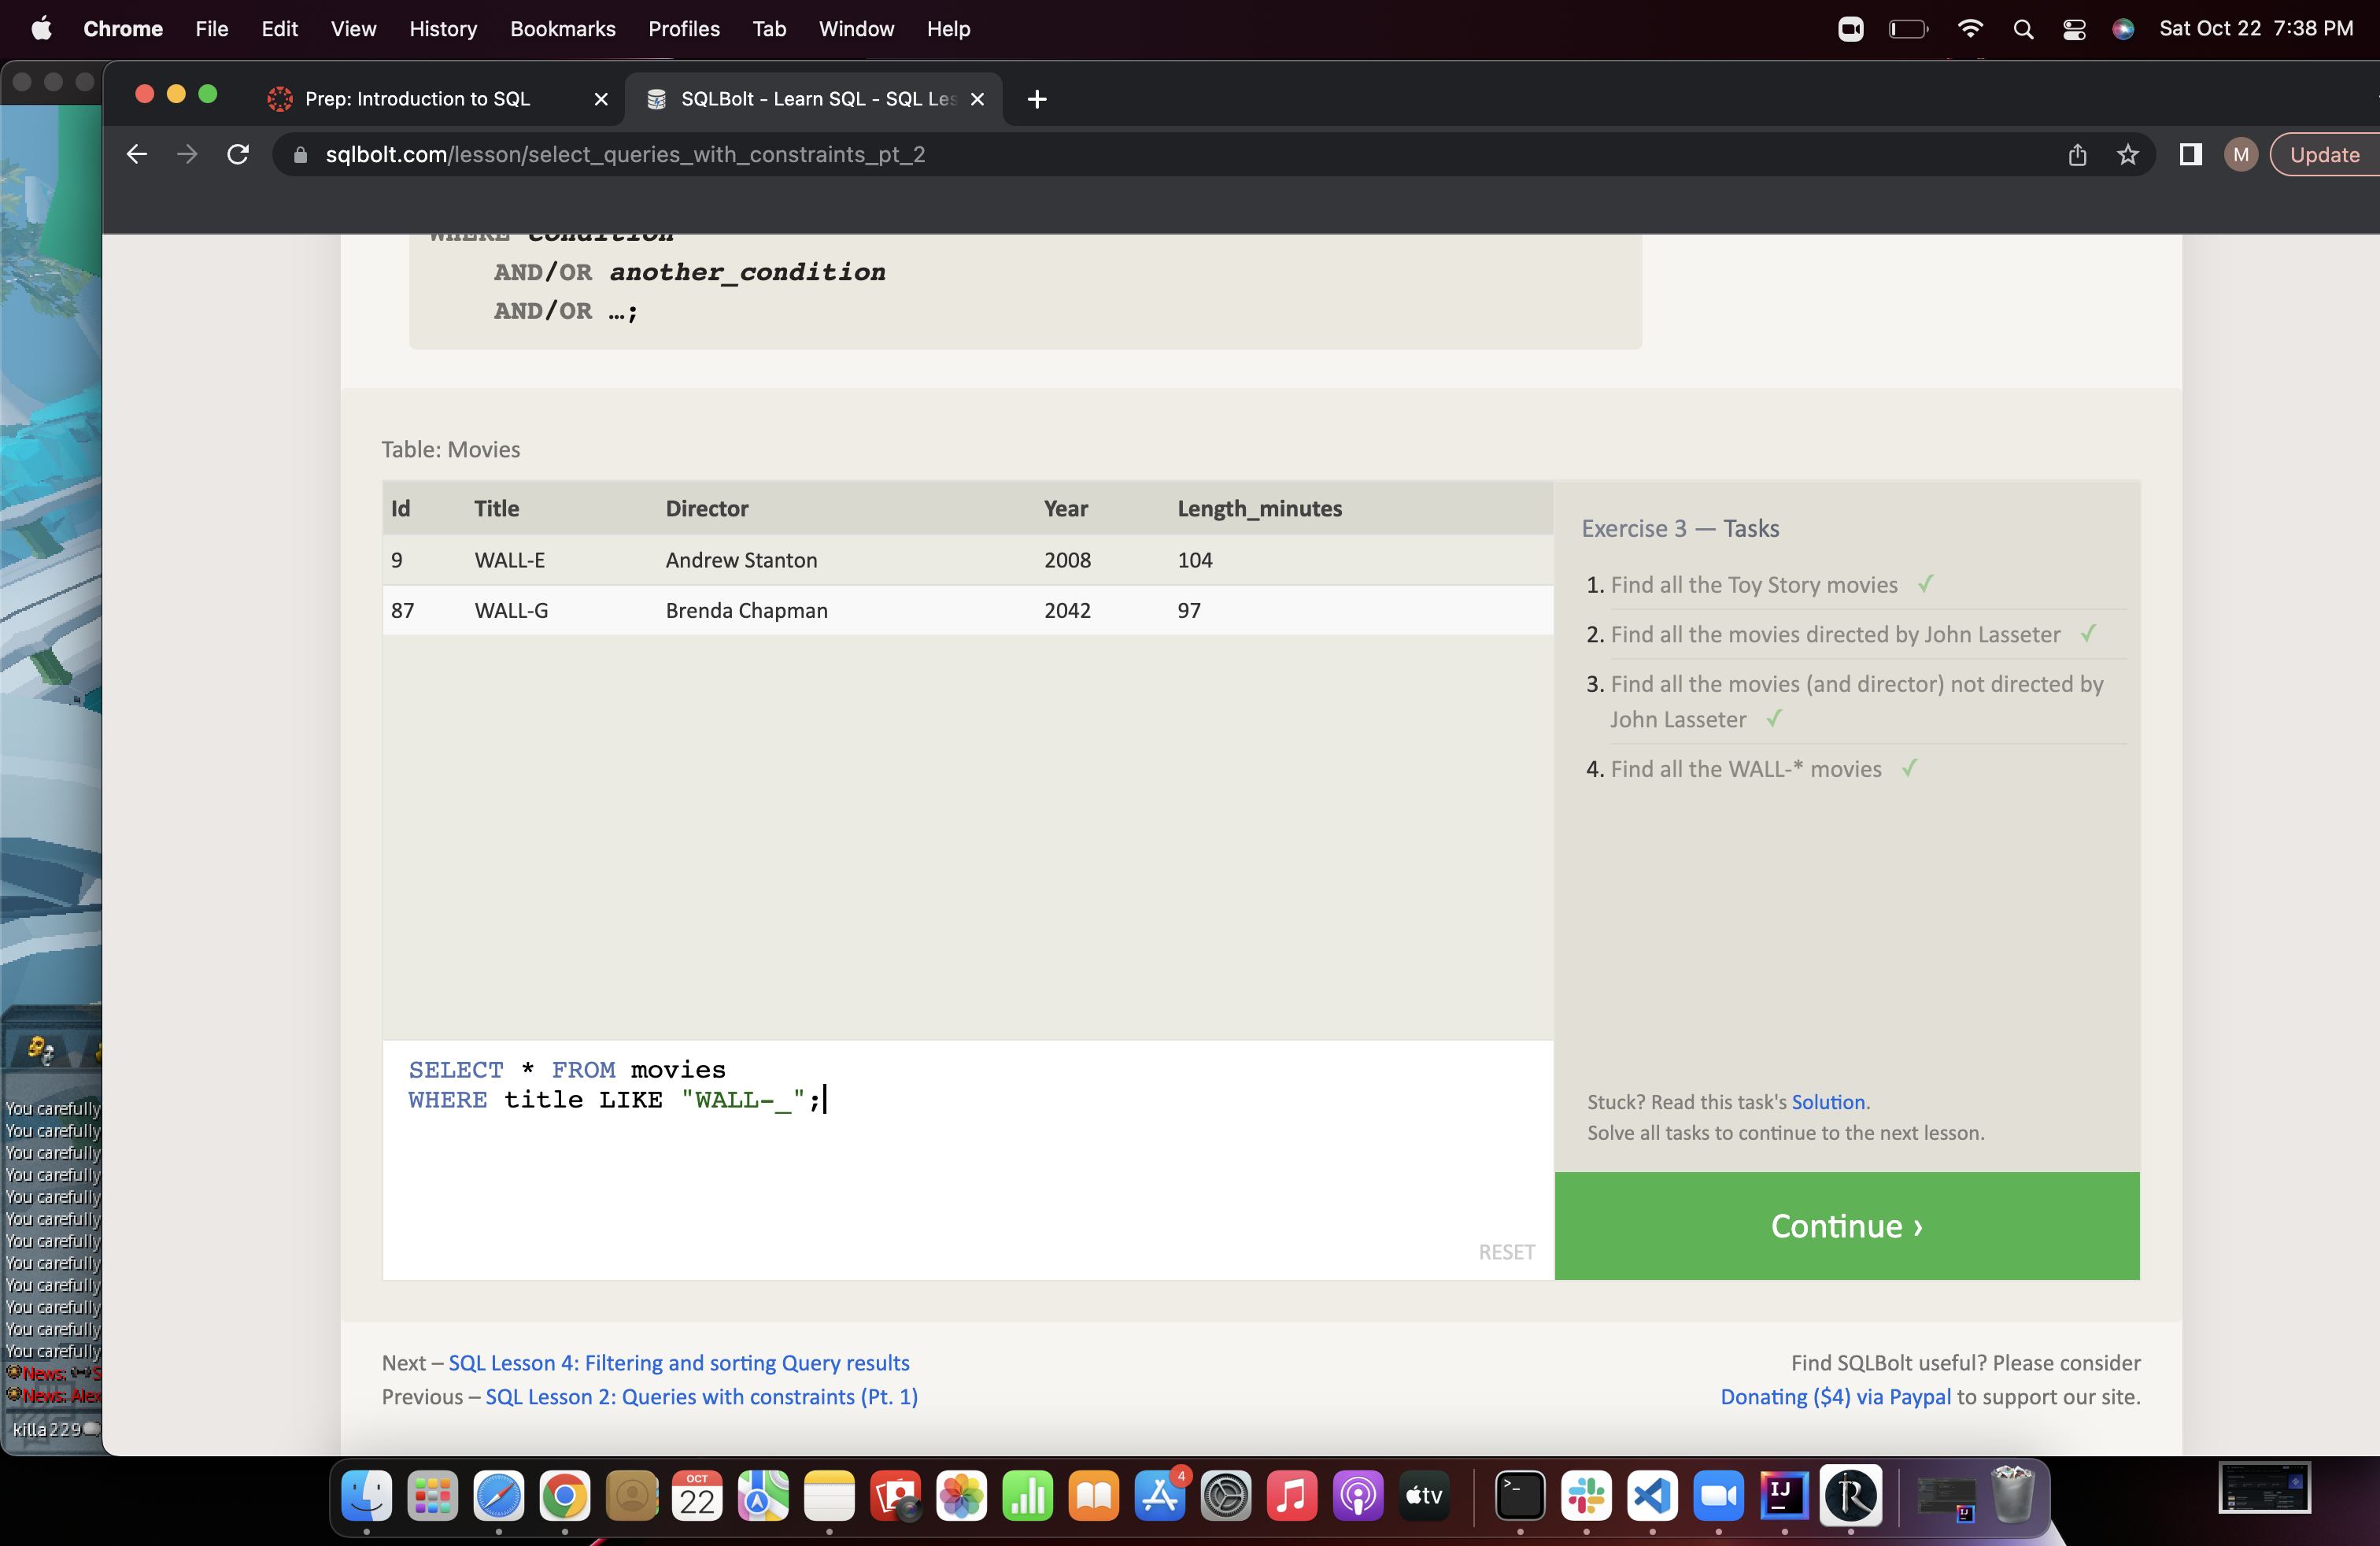 Chrome File Edit View History Bookmarks Profiles Tab Window Help Sat Oct 22 7:38 PM
Prep: Introduction to SQL
SQLBolt - Learn SQL - SQL Les
sqlbolt.com/lesson/select_queries_with_constraints_pt_2
M
Update
WHERE condition
AND/OR another_condition
AND/OR …;
Table: Movies
Id Title Director Year Length_minutes
9 WALL-E Andrew Stanton 2008 104
87 WALL-G Brenda Chapman 2042 97
Exercise 3 — Tasks
1. Find all the Toy Story movies ✓
2. Find all the movies directed by John Lasseter ✓
3. Find all the movies (and director) not directed by
John Lasseter ✓
4. Find all the WALL-* movies ✓
SELECT * FROM movies
WHERE title LIKE "WALL-_";
RESET
Stuck? Read this task's Solution.
Solve all tasks to continue to the next lesson.
Continue ›
Next – SQL Lesson 4: Filtering and sorting Query results
Previous – SQL Lesson 2: Queries with constraints (Pt. 1)
Find SQLBolt useful? Please consider
Donating ($4) via Paypal to support our site.
You carefully
You carefully
You carefully
You carefully
You carefully
You carefully
You carefully
You carefully
You carefully
You carefully
You carefully
You carefully
News: S
News: Alex
killa229
OCT
22
4
tv
>_
IJ
R
IJ